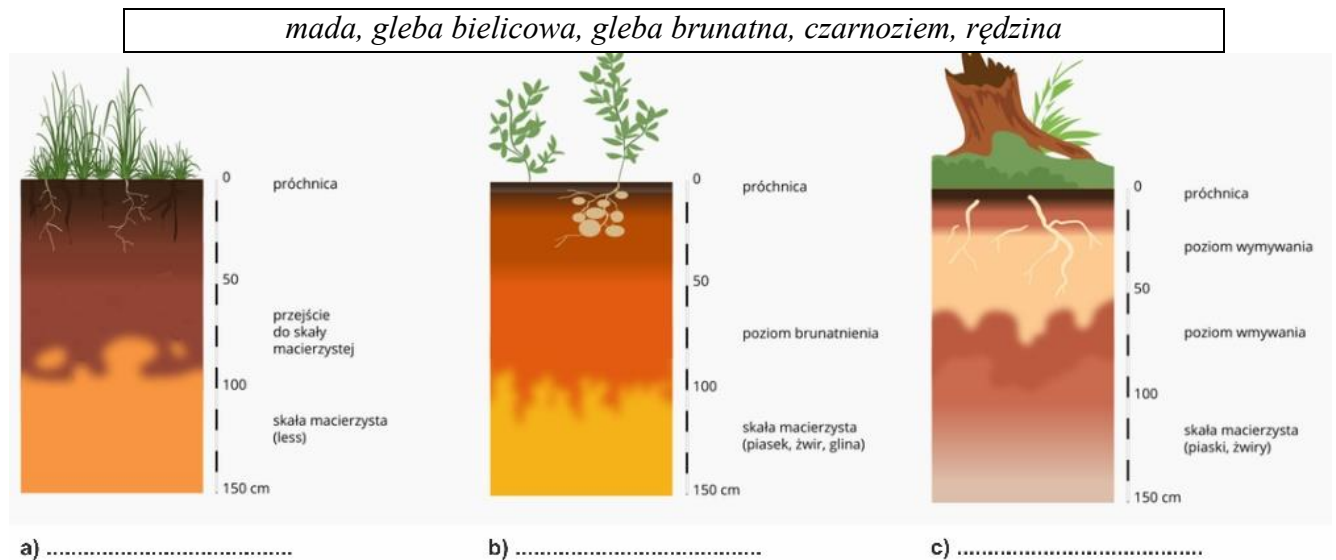 mada, gleba bielicowa, gleba brunatna, czarnoziem, rędzina
0
próchnica
50
przejście
do skały
macierzystej
100
skała macierzysta
(less)
150 cm
0
próchnica
50
poziom brunatnienia
100
skała macierzysta
(piasek, żwir, glina)
150 cm
0
próchnica
poziom wymywania
50
poziom wmywania
100
skała macierzysta
(piaski, żwiry)
150 cm
a) ........................................
b) ........................................
c) ........................................